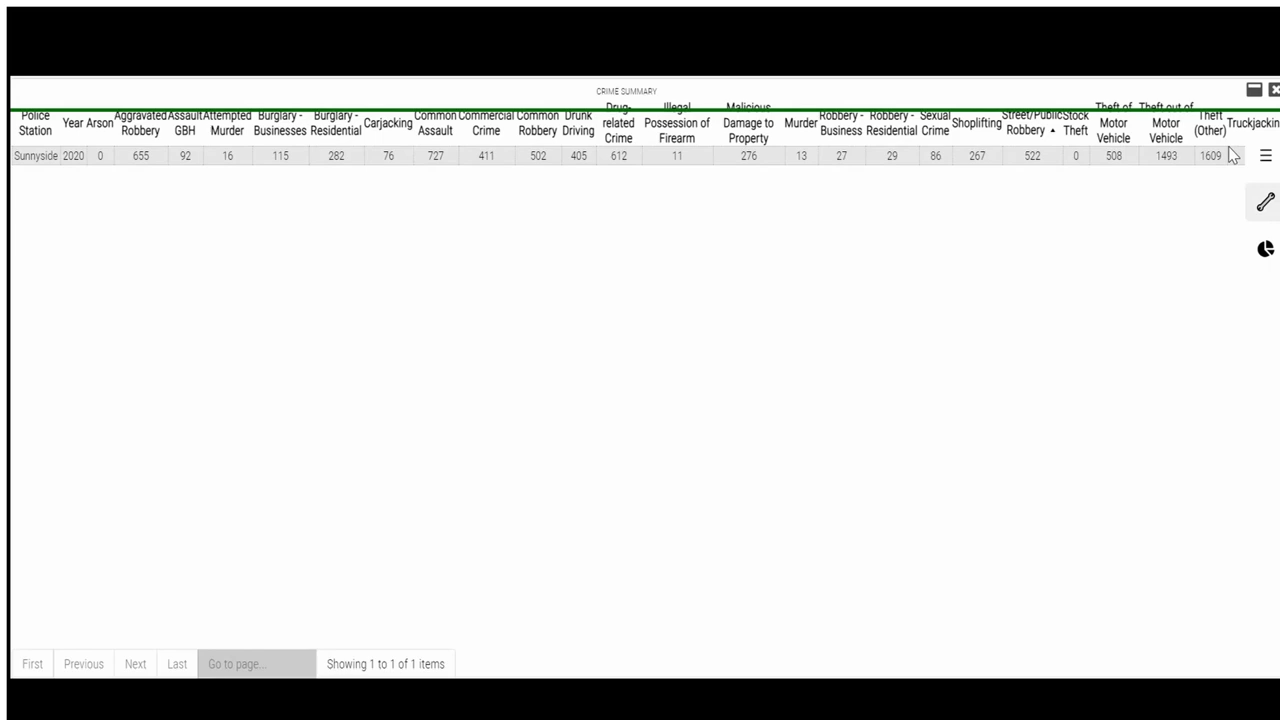 CRIME SUMMARY
Police Station Year Arson Aggravated Robbery Assault GBH Attempted Murder Burglary - Businesses Burglary - Residential Carjacking Common Assault Commercial Crime Common Robbery Drunk Driving Drug-related Crime Illegal Possession of Firearm Malicious Damage to Property Murder Robbery - Business Robbery - Residential Sexual Crime Shoplifting Street/Public Robbery Stock Theft Theft of Motor Vehicle Theft out of Motor Vehicle Theft (Other) Truckjackin
Sunnyside 2020 0 655 92 16 115 282 76 727 411 502 405 612 11 276 13 27 29 86 267 522 0 508 1493 1609
First Previous Next Last Go to page... Showing 1 to 1 of 1 items